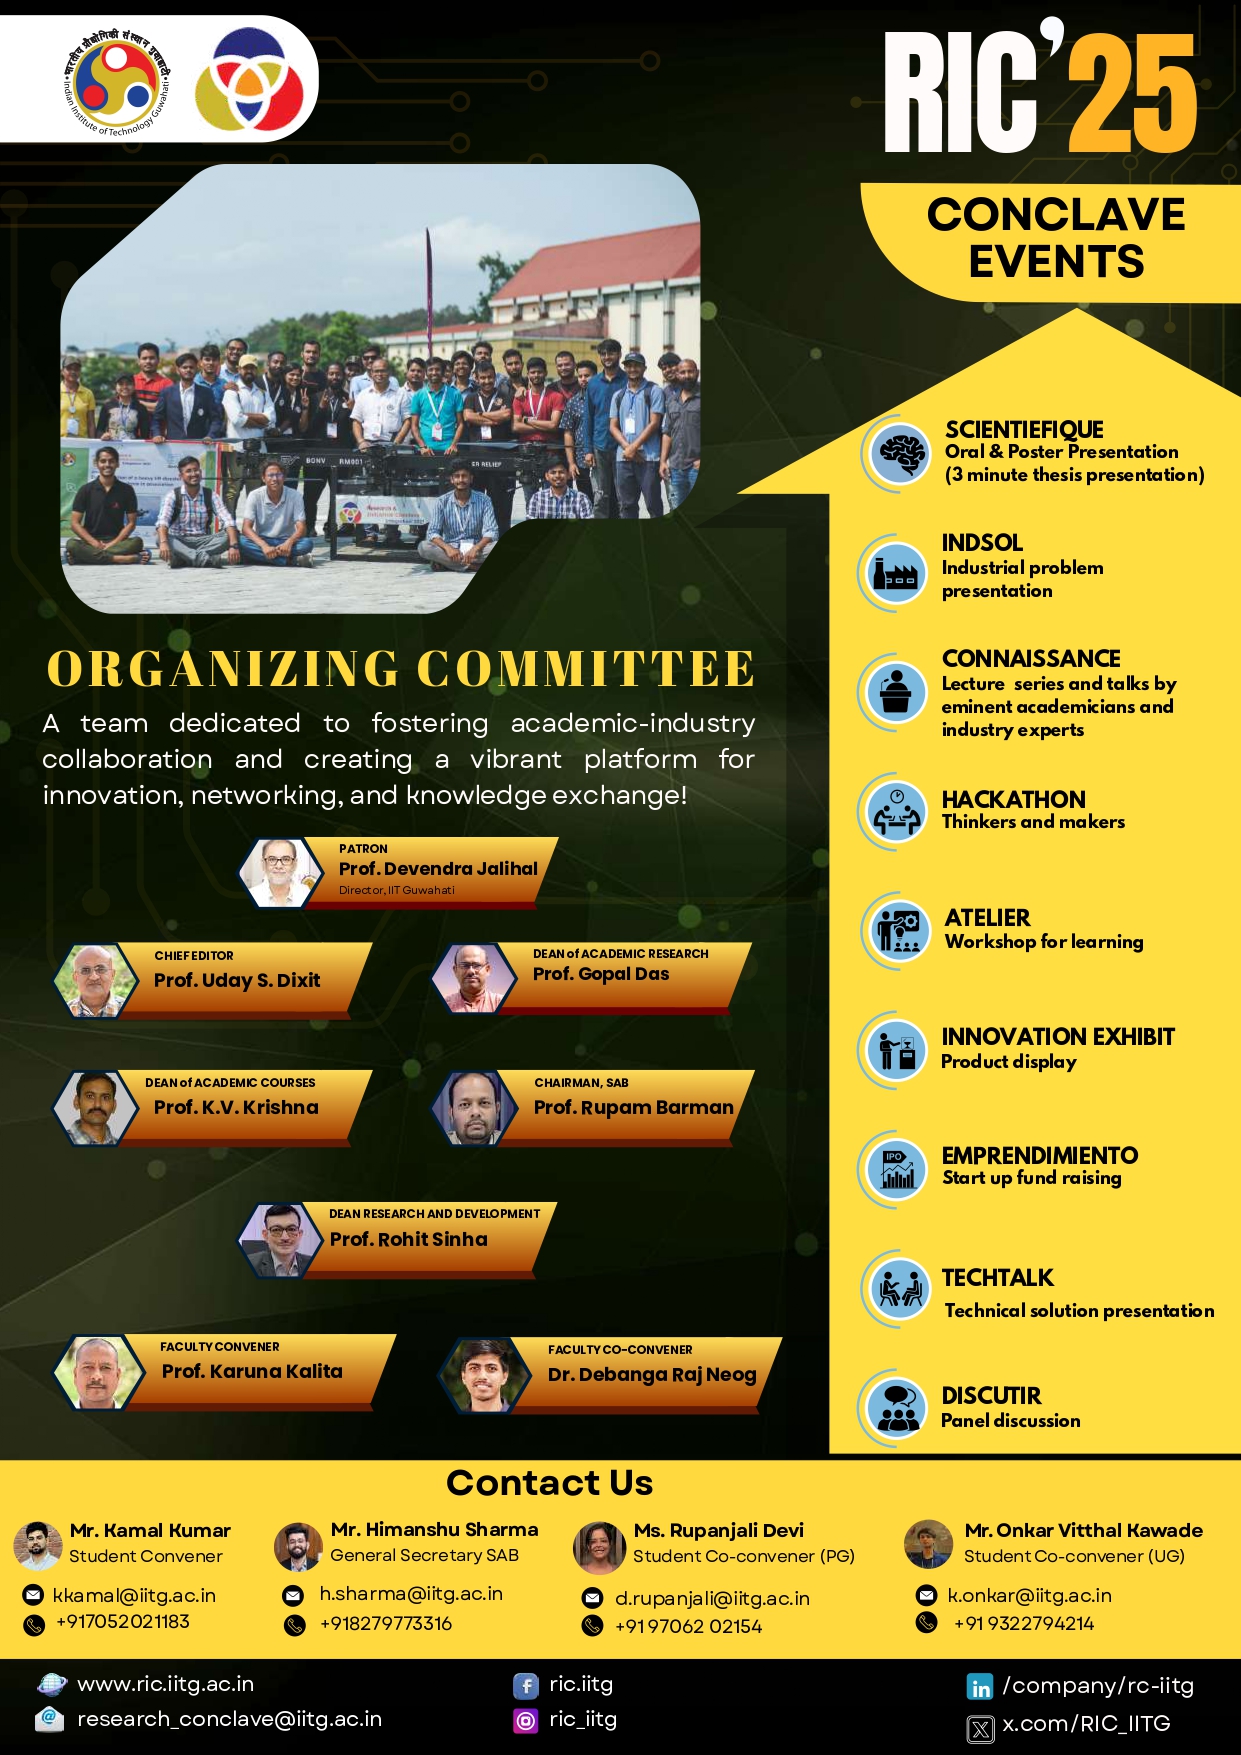 भारतीय प्रौद्योगिकी संस्थान गुवाहाटी
Indian Institute of Technology Guwahati
RIC'25
CONCLAVE
EVENTS
SCIENTIEFIQUE
Oral & Poster Presentation
(3 minute thesis presentation)
INDSOL
Industrial problem
presentation
CONNAISSANCE
Lecture series and talks by
eminent academicians and
industry experts
HACKATHON
Thinkers and makers
ATELIER
Workshop for learning
INNOVATION EXHIBIT
Product display
IPO
EMPRENDIMIENTO
Start up fund raising
TECHTALK
Technical solution presentation
DISCUTIR
Panel discussion
BONV RM001
ER RELIEF
ORGANIZING COMMITTEE
A team dedicated to fostering academic-industry
collaboration and creating a vibrant platform for
innovation, networking, and knowledge exchange!
PATRON
Prof. Devendra Jalihal
Director, IIT Guwahati
CHIEF EDITOR
Prof. Uday S. Dixit
DEAN of ACADEMIC RESEARCH
Prof. Gopal Das
DEAN of ACADEMIC COURSES
Prof. K.V. Krishna
CHAIRMAN, SAB
Prof. Rupam Barman
DEAN RESEARCH AND DEVELOPMENT
Prof. Rohit Sinha
FACULTY CONVENER
Prof. Karuna Kalita
FACULTY CO-CONVENER
Dr. Debanga Raj Neog
Contact Us
Mr. Kamal Kumar
Student Convener
kkamal@iitg.ac.in
+917052021183
Mr. Himanshu Sharma
General Secretary SAB
h.sharma@iitg.ac.in
+918279773316
Ms. Rupanjali Devi
Student Co-convener (PG)
d.rupanjali@iitg.ac.in
+91 97062 02154
Mr. Onkar Vitthal Kawade
Student Co-convener (UG)
k.onkar@iitg.ac.in
+91 9322794214
www.ric.iitg.ac.in
research_conclave@iitg.ac.in
ric.iitg
ric_iitg
/company/rc-iitg
x.com/RIC_IITG